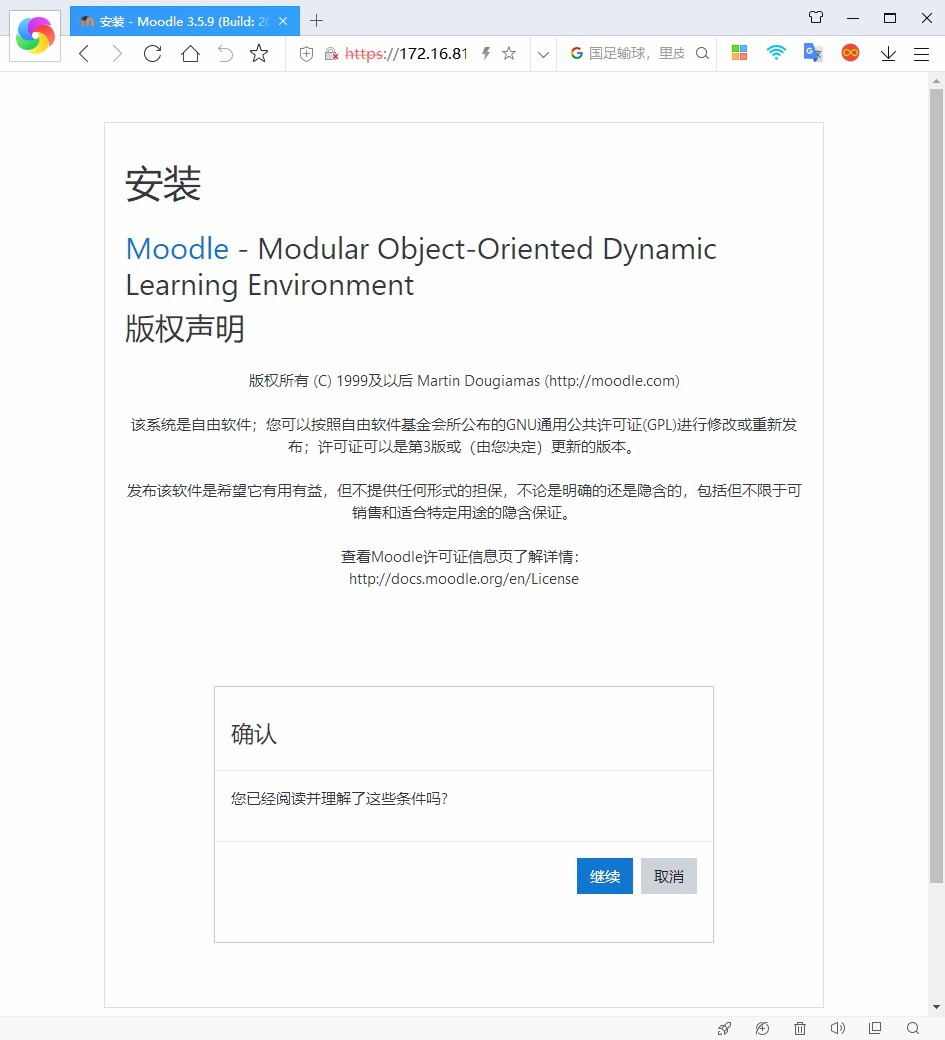 安装 - Moodle 3.5.9 (Build: 20
https://172.16.81
国足输球，里皮
安装
Moodle - Modular Object-Oriented Dynamic
Learning Environment
版权声明
版权所有 (C) 1999及以后 Martin Dougiamas (http://moodle.com)
该系统是自由软件；您可以按照自由软件基金会所公布的GNU通用公共许可证(GPL)进行修改或重新发
布；许可证可以是第3版或（由您决定）更新的版本。
发布该软件是希望它有用有益，但不提供任何形式的担保，不论是明确的还是隐含的，包括但不限于可
销售和适合特定用途的隐含保证。
查看Moodle许可证信息页了解详情：
http://docs.moodle.org/en/License
确认
您已经阅读并理解了这些条件吗?
继续 取消